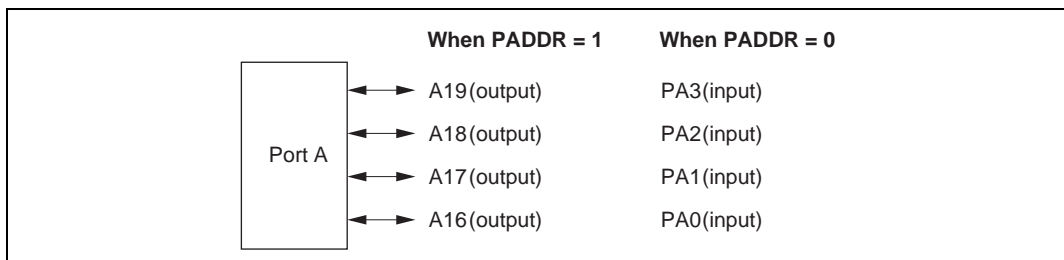 When PADDR = 1 When PADDR = 0
A19(output) PA3(input)
A18(output) PA2(input)
Port A
A17(output) PA1(input)
A16(output) PA0(input)